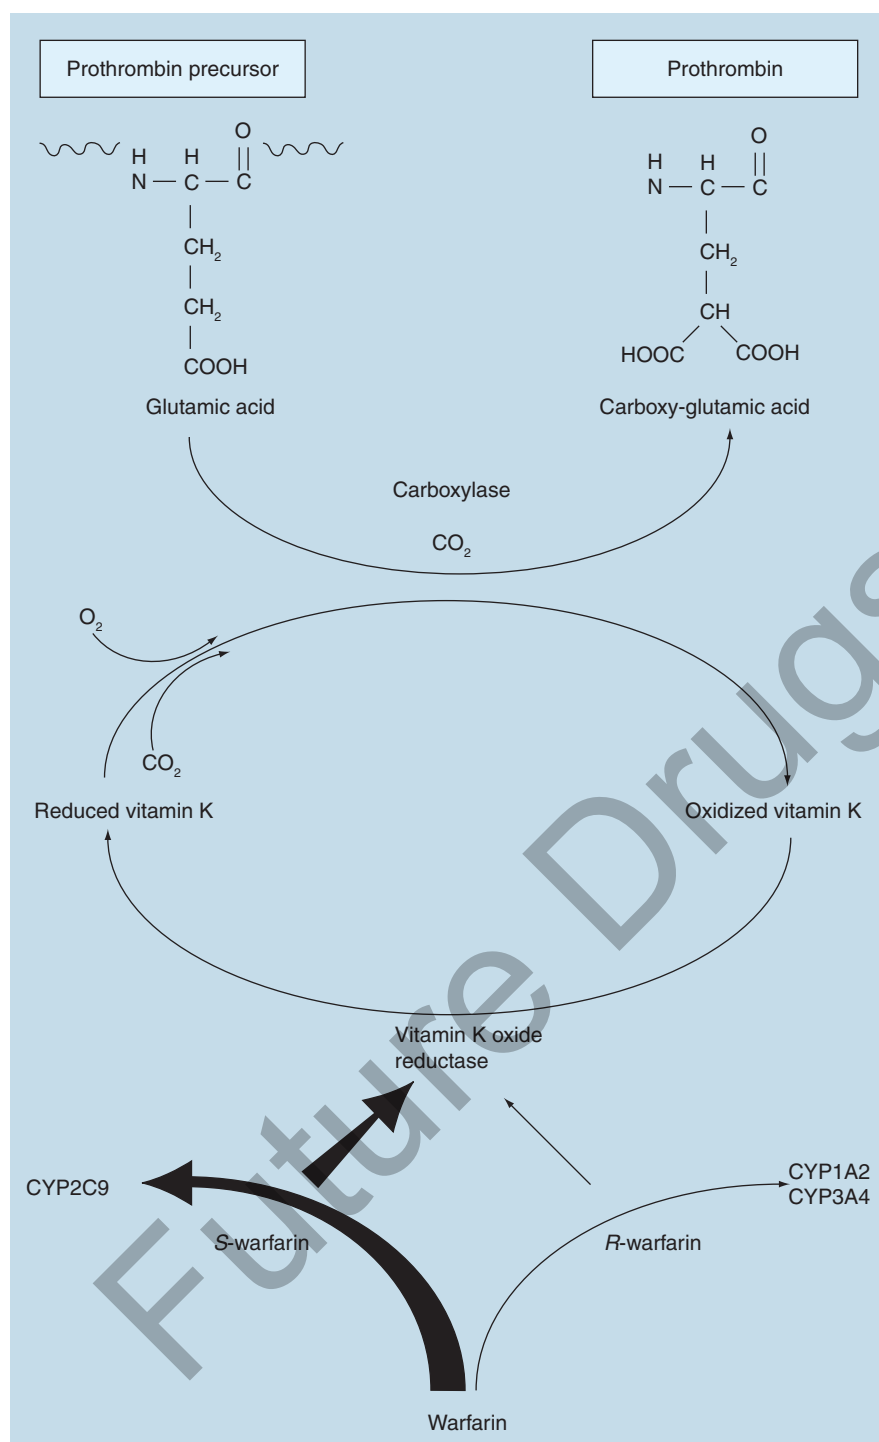 Prothrombin precursor
Prothrombin
O
H H
N — C — C
CH2
CH2
COOH
Glutamic acid
O
H H
N — C — C
CH2
CH
HOOC COOH
Carboxy-glutamic acid
Carboxylase
CO2
O2
CO2
Reduced vitamin K
Oxidized vitamin K
Vitamin K oxide
reductase
CYP2C9
CYP1A2
CYP3A4
S-warfarin
R-warfarin
Warfarin
Future Drugs